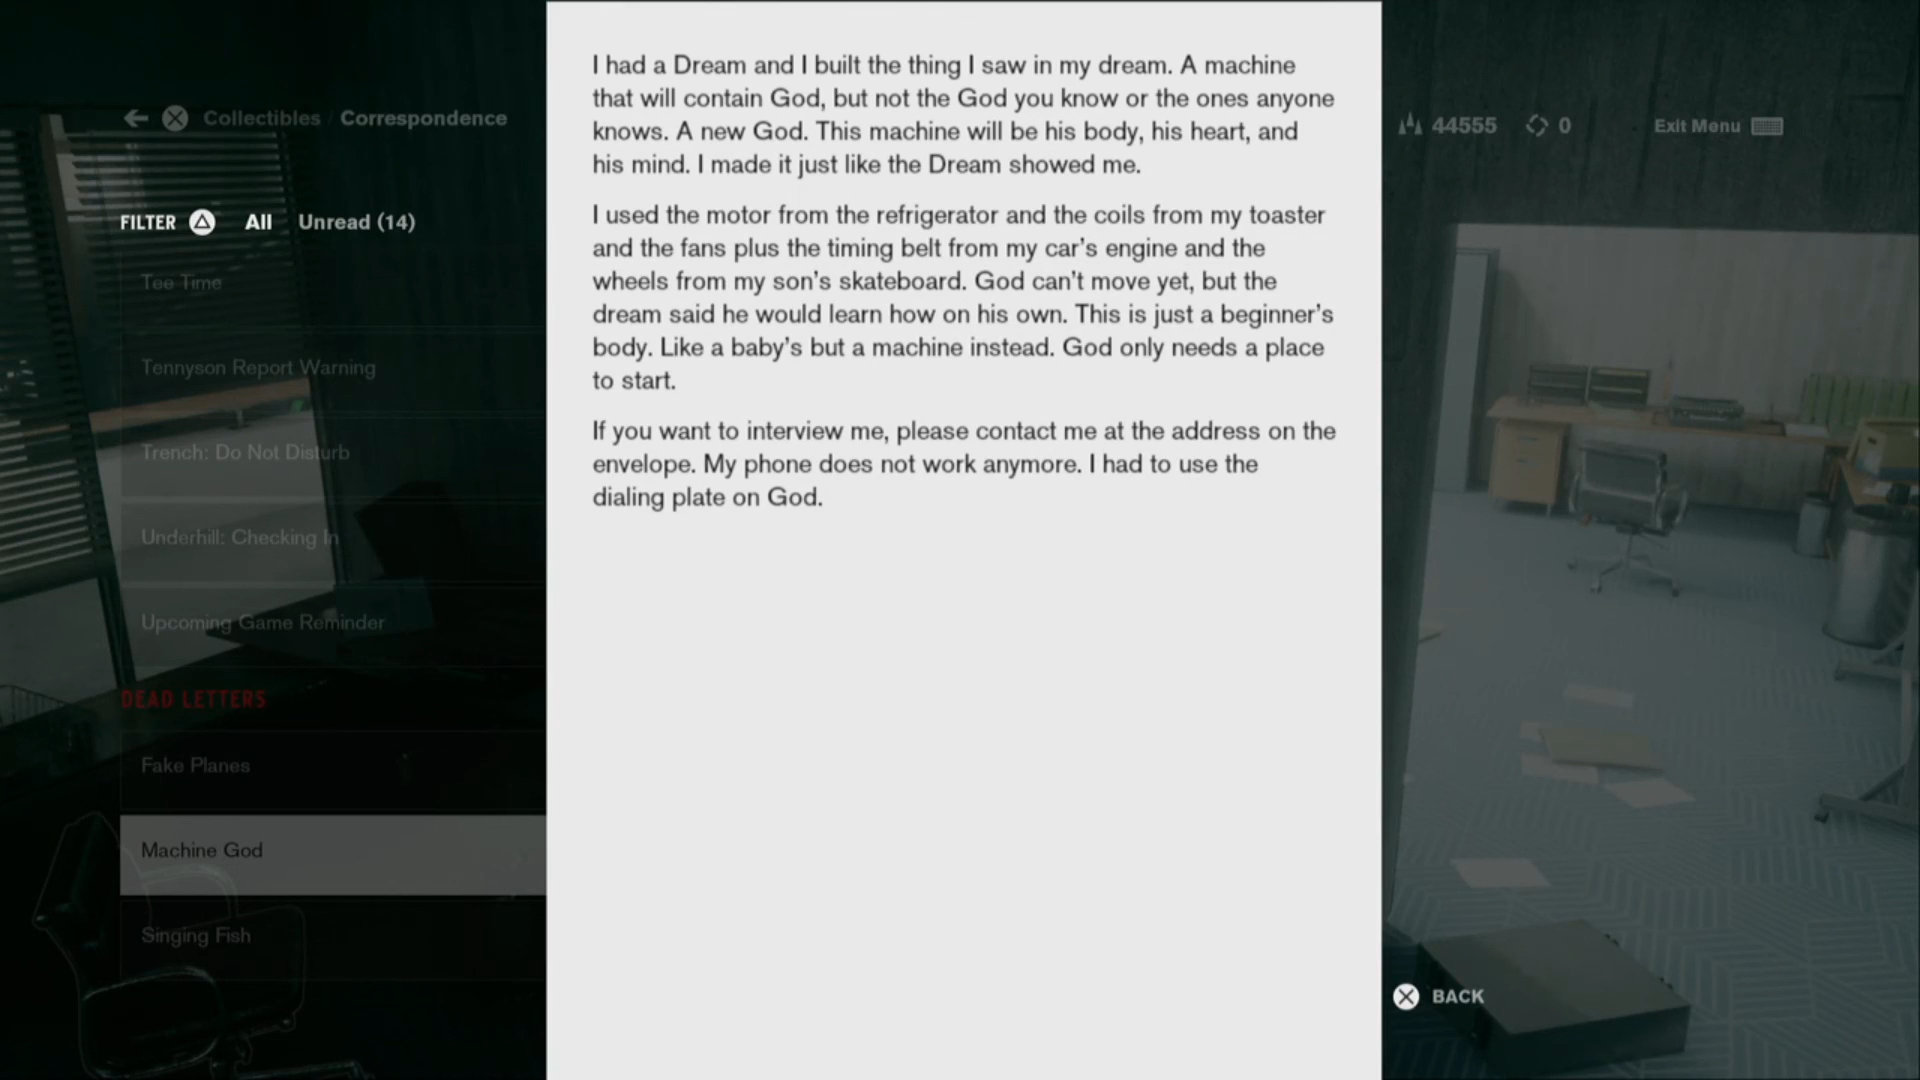 Collectibles / Correspondence
44555
0
Exit Menu
FILTER All Unread (14)
Tee Time
Tennyson Report Warning
Trench: Do Not Disturb
Underhill: Checking In
Upcoming Game Reminder
DEAD LETTERS
Fake Planes
Machine God
Singing Fish
I had a Dream and I built the thing I saw in my dream. A machine
that will contain God, but not the God you know or the ones anyone
knows. A new God. This machine will be his body, his heart, and
his mind. I made it just like the Dream showed me.
I used the motor from the refrigerator and the coils from my toaster
and the fans plus the timing belt from my car’s engine and the
wheels from my son’s skateboard. God can’t move yet, but the
dream said he would learn how on his own. This is just a beginner’s
body. Like a baby’s but a machine instead. God only needs a place
to start.
If you want to interview me, please contact me at the address on the
envelope. My phone does not work anymore. I had to use the
dialing plate on God.
BACK